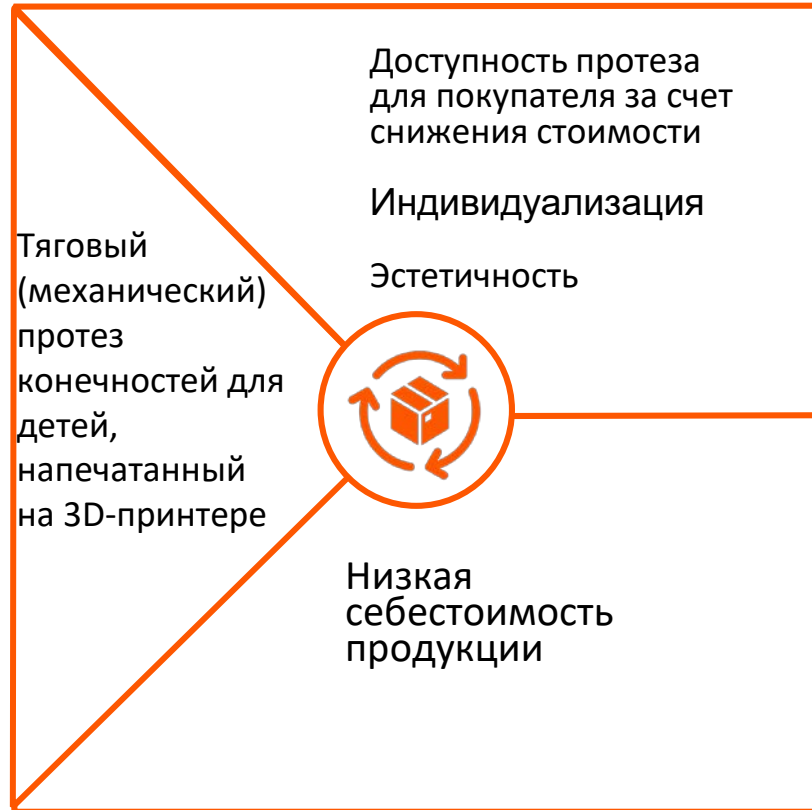 Тяговый
(механический)
протез
конечностей для
детей,
напечатанный
на 3D-принтере
Доступность протеза
для покупателя за счет
снижения стоимости
Индивидуализация
Эстетичность
Низкая
себестоимость
продукции